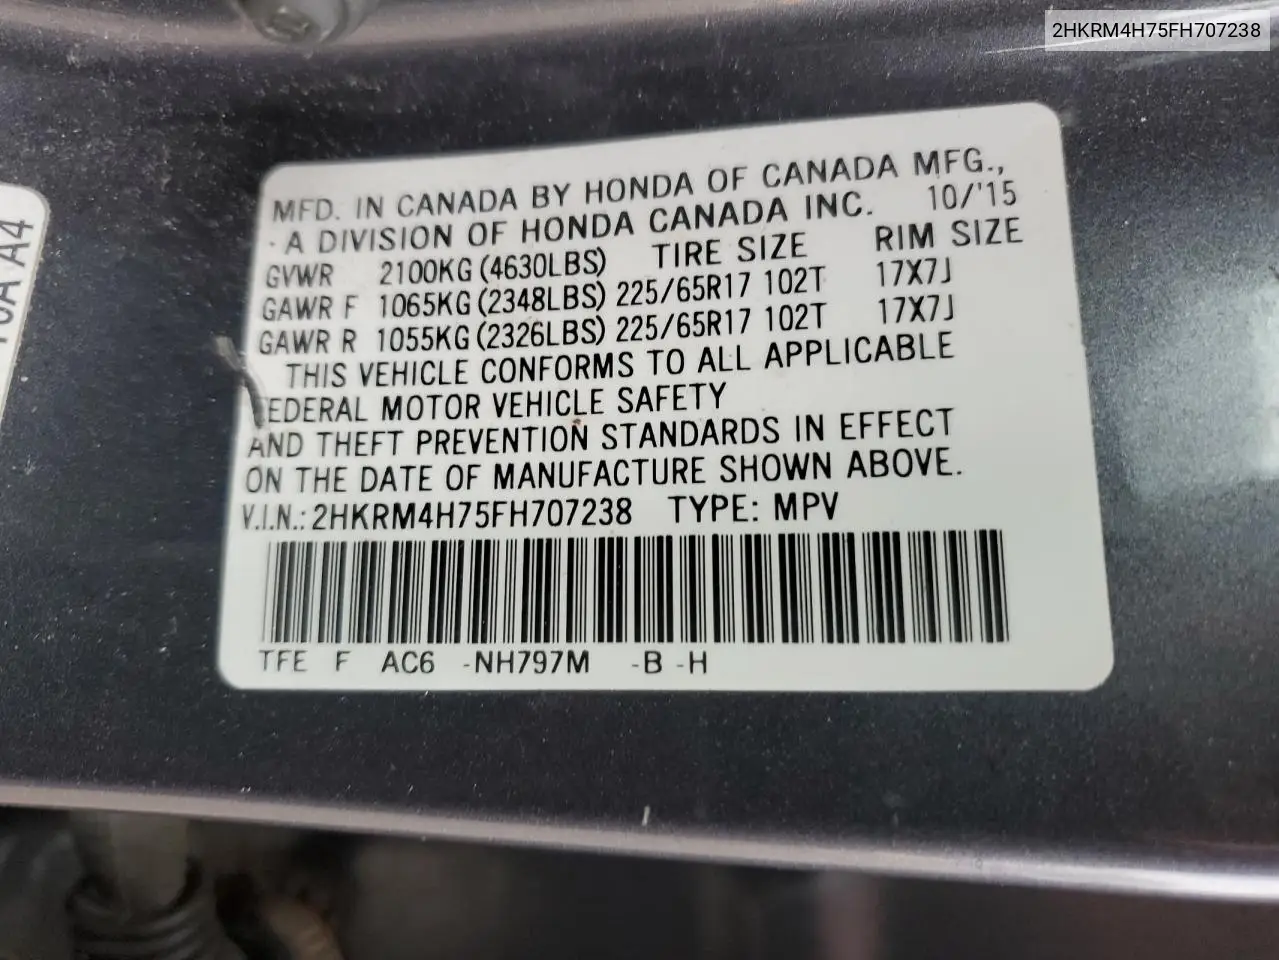 2HKRM4H75FH707238
MFD. IN CANADA BY HONDA OF CANADA MFG.,
A DIVISION OF HONDA CANADA INC. 10/'15
GVWR 2100KG (4630LBS) TIRE SIZE RIM SIZE
GAWR F 1065KG (2348LBS) 225/65R17 102T 17X7J
GAWR R 1055KG (2326LBS) 225/65R17 102T 17X7J
THIS VEHICLE CONFORMS TO ALL APPLICABLE
FEDERAL MOTOR VEHICLE SAFETY
AND THEFT PREVENTION STANDARDS IN EFFECT
ON THE DATE OF MANUFACTURE SHOWN ABOVE.
V.I.N.: 2HKRM4H75FH707238 TYPE: MPV
TFE F AC6 -NH797M -B -H
A4